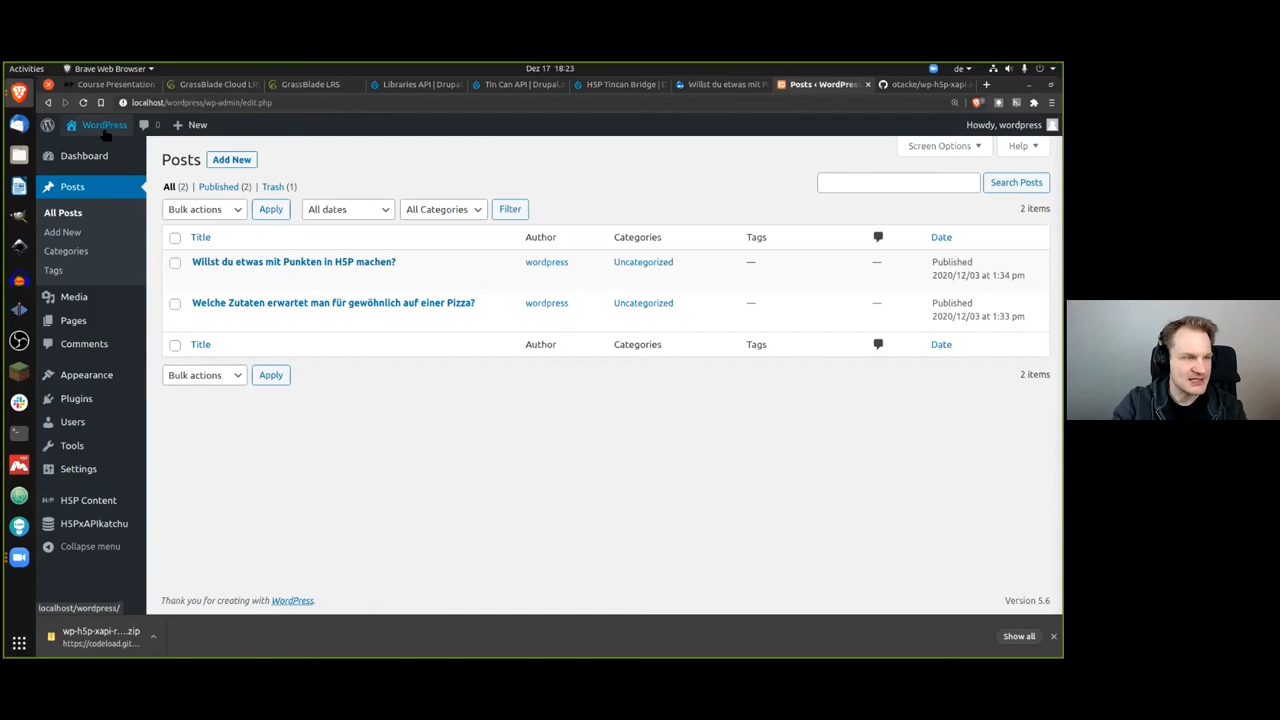 Activities
Brave Web Browser
Dez 17 18:23
de
Course Presentation
GrassBlade Cloud LRS
GrassBlade LRS
Libraries API | Drupal.
Tin Can API | Drupal.o
H5P Tincan Bridge | D
Willst du etwas mit P
Posts ‹ WordPress
otacke/wp-h5p-xapi
localhost/wordpress/wp-admin/edit.php
WordPress
0
New
Howdy, wordpress
Dashboard
Posts
All Posts
Add New
Categories
Tags
Media
Pages
Comments
Appearance
Plugins
Users
Tools
Settings
H5P Content
H5PxAPIkatchu
Collapse menu
Posts
Add New
Screen Options
Help
All (2) | Published (2) | Trash (1)
Search Posts
Bulk actions
Apply
All dates
All Categories
Filter
2 items
Title Author Categories Tags Date
Willst du etwas mit Punkten in H5P machen? wordpress Uncategorized — — Published
2020/12/03 at 1:34 pm
Welche Zutaten erwartet man für gewöhnlich auf einer Pizza? wordpress Uncategorized — — Published
2020/12/03 at 1:33 pm
Title Author Categories Tags Date
Bulk actions
Apply
2 items
Thank you for creating with WordPress.
Version 5.6
localhost/wordpress/
wp-h5p-xapi-r....zip
https://codeload.git...
Show all